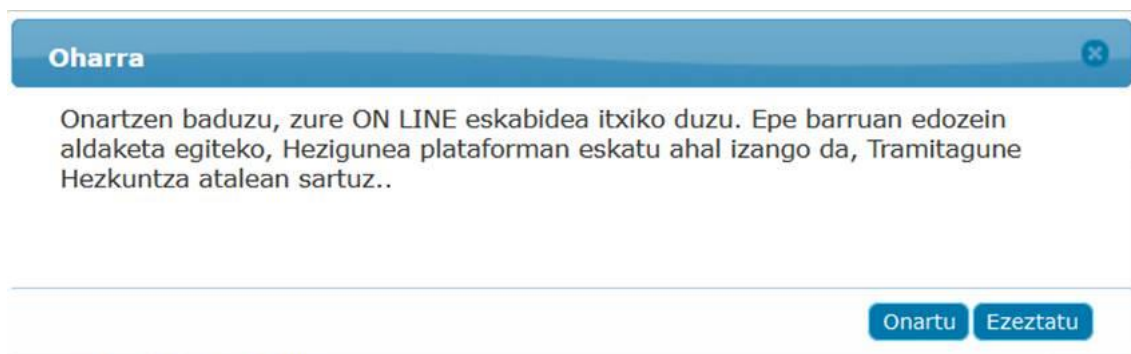 Oharra
Onartzen baduzu, zure ON LINE eskabidea itxiko duzu. Epe barruan edozein
aldaketa egiteko, Hezigunea plataforman eskatu ahal izango da, Tramitagune
Hezkuntza atalean sartuz..
Onartu Ezeztatu